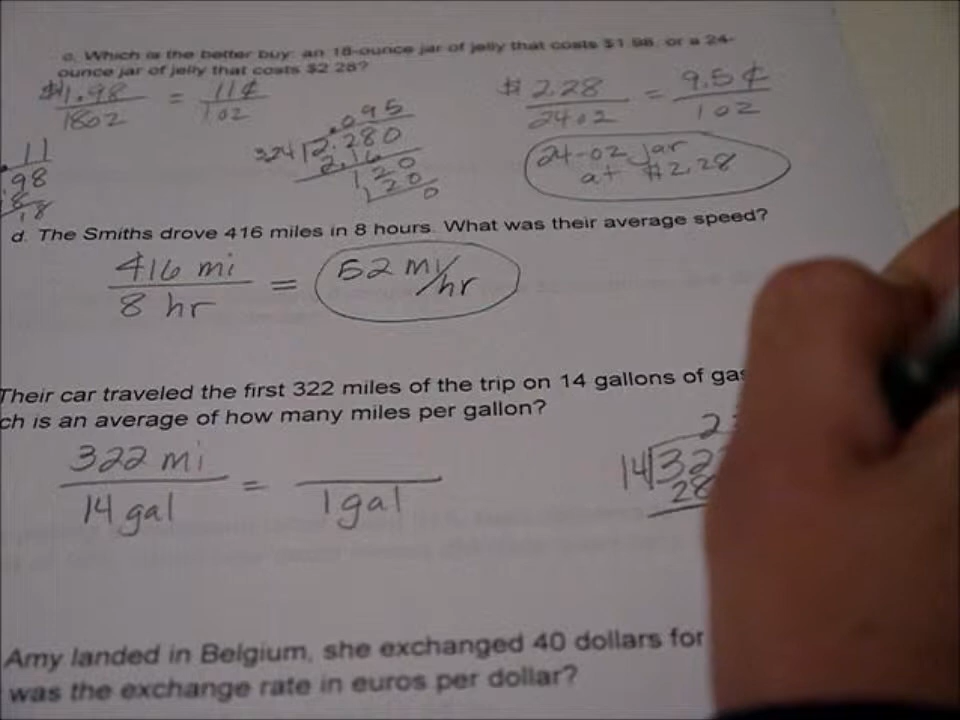 c. Which is the better buy: an 18-ounce jar of jelly that costs $1.98, or a 24-
ounce jar of jelly that costs $2.28?
$1.98 = 11¢
18oz 1oz
$ 2.28 = 9.5¢
24oz 1oz
.095
24 2.280
2.16
120
120
0
.11
.98
18
24-oz jar
at $2.28
d. The Smiths drove 416 miles in 8 hours. What was their average speed?
416 mi = 52 mi/hr
8 hr
Their car traveled the first 322 miles of the trip on 14 gallons of gas
ch is an average of how many miles per gallon?
322 mi =
14 gal 1 gal
2
14 32
28
Amy landed in Belgium, she exchanged 40 dollars for
was the exchange rate in euros per dollar?